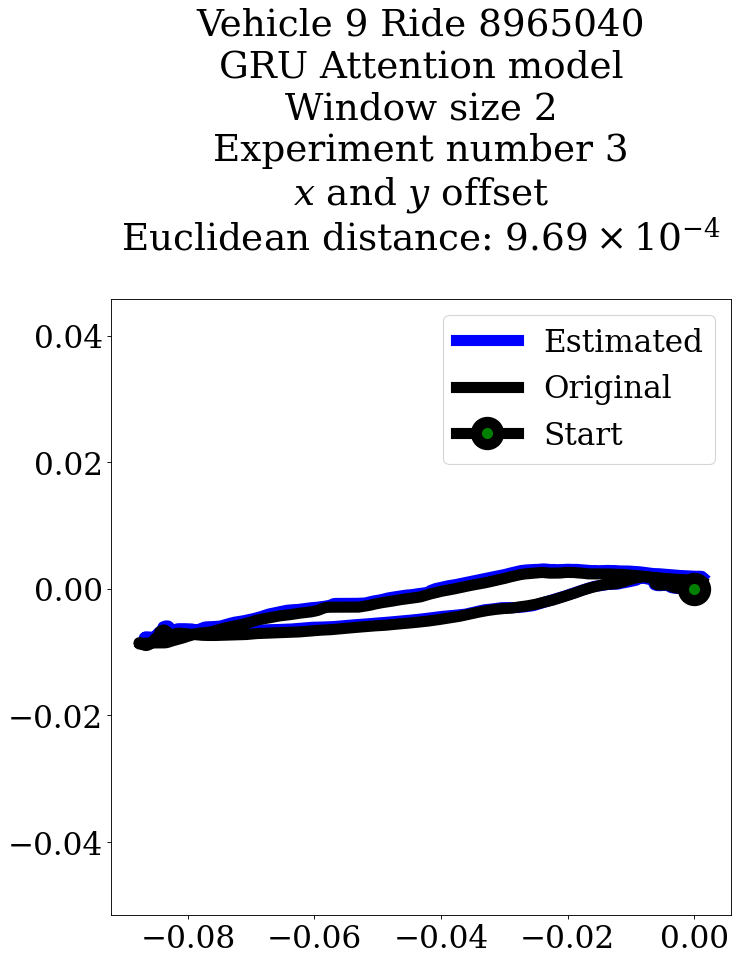 Vehicle 9 Ride 8965040
GRU Attention model
Window size 2
Experiment number 3
x and y offset
Euclidean distance: 9.69 × 10⁻⁴
Estimated
Original
Start
0.04
0.02
0.00
−0.02
−0.04
−0.08
−0.06
−0.04
−0.02
0.00